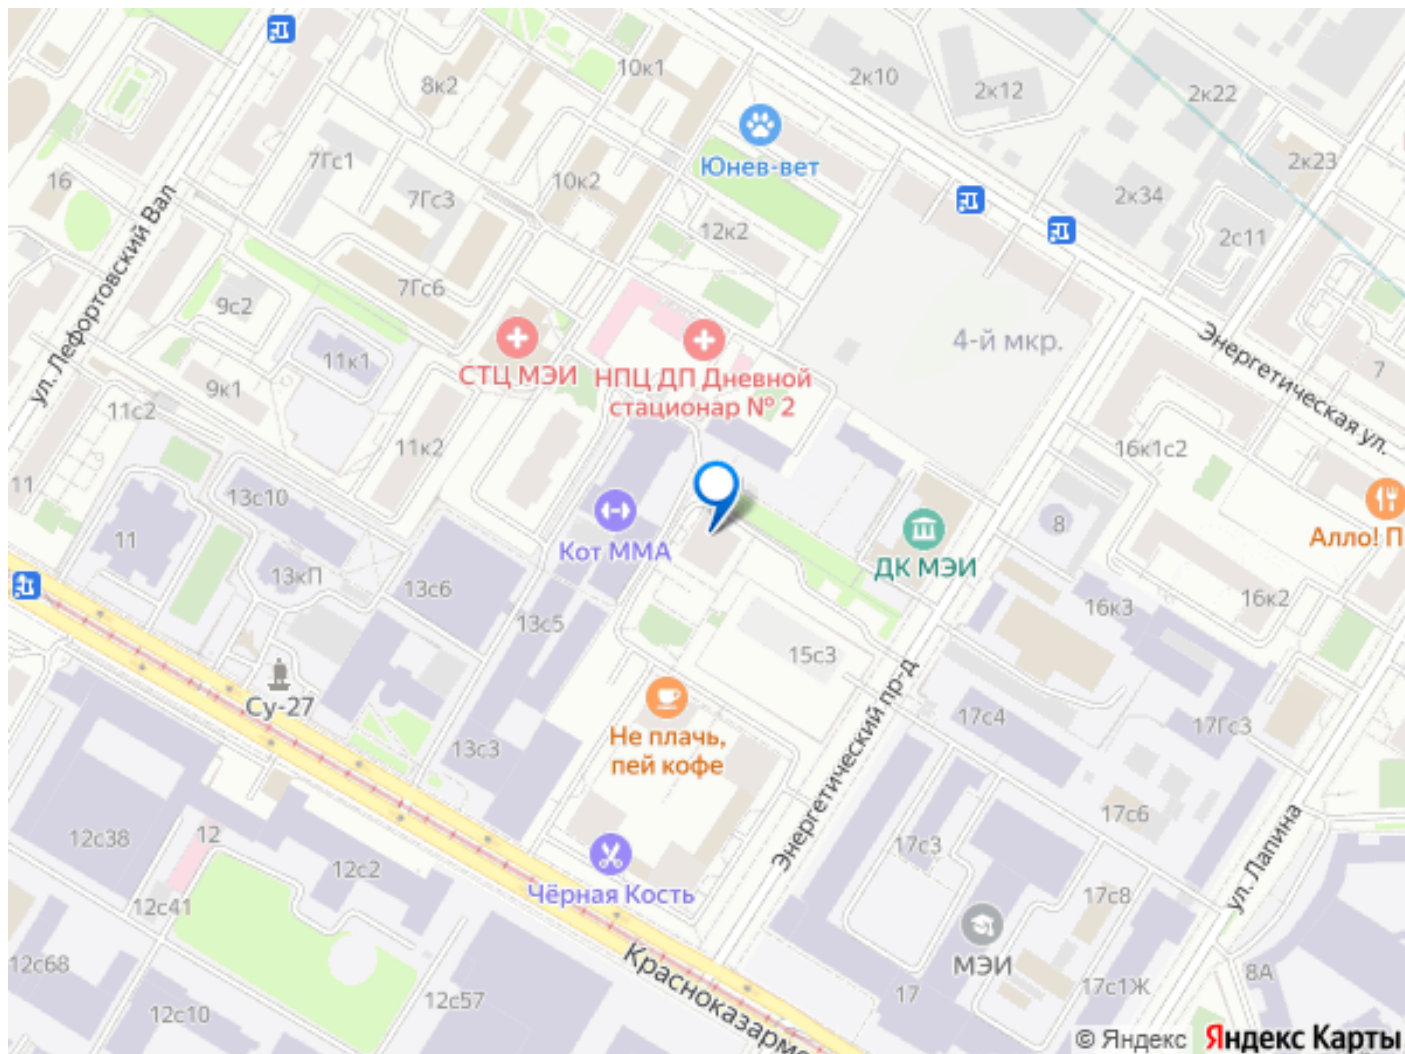 10к1
8к2
2к10
2к12
2к22
7Гс1
16
10к2
7Гс3
Юнев-вет
2к23
2к34
12к2
2с11
ул. Лефортовский Вал
7Гс6
9с2
11к1
СТЦ МЭИ
НПЦ ДП Дневной
стационар № 2
4-й мкр.
Энергетическая ул.
7
9к1
11с2
11к2
16к1с2
11
13с10
Кот ММА
ДК МЭИ
8
Алло! П
11
13кП
13с6
13с5
16к3
16к2
15с3
Су-27
13с3
Не плачь,
пей кофе
Энергетический пр-д
17с4
17Гс3
12с38
12
12с2
17с3
17с6
ул. Лапина
Чёрная Кость
12с41
17с8
МЭИ
12с68
12с57
12с10
Красноказарме
17
17с1Ж
8А
© Яндекс Яндекс Карты